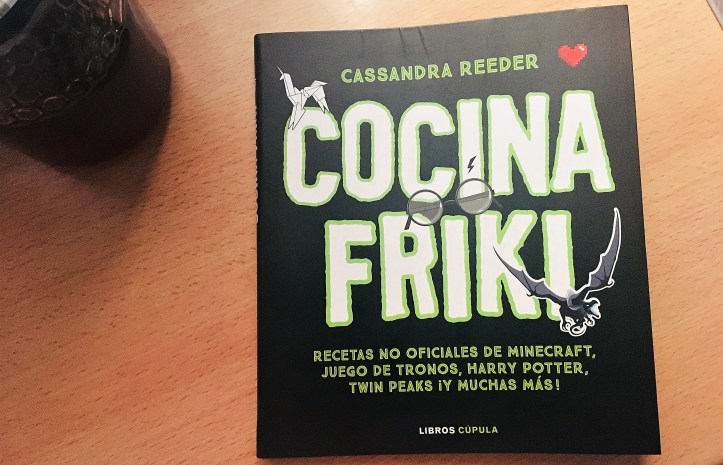 CASSANDRA REEDER
COCINA
FRIKI
RECETAS NO OFICIALES DE MINECRAFT,
JUEGO DE TRONOS, HARRY POTTER,
TWIN PEAKS ¡Y MUCHAS MÁS!
LIBROS CÚPULA